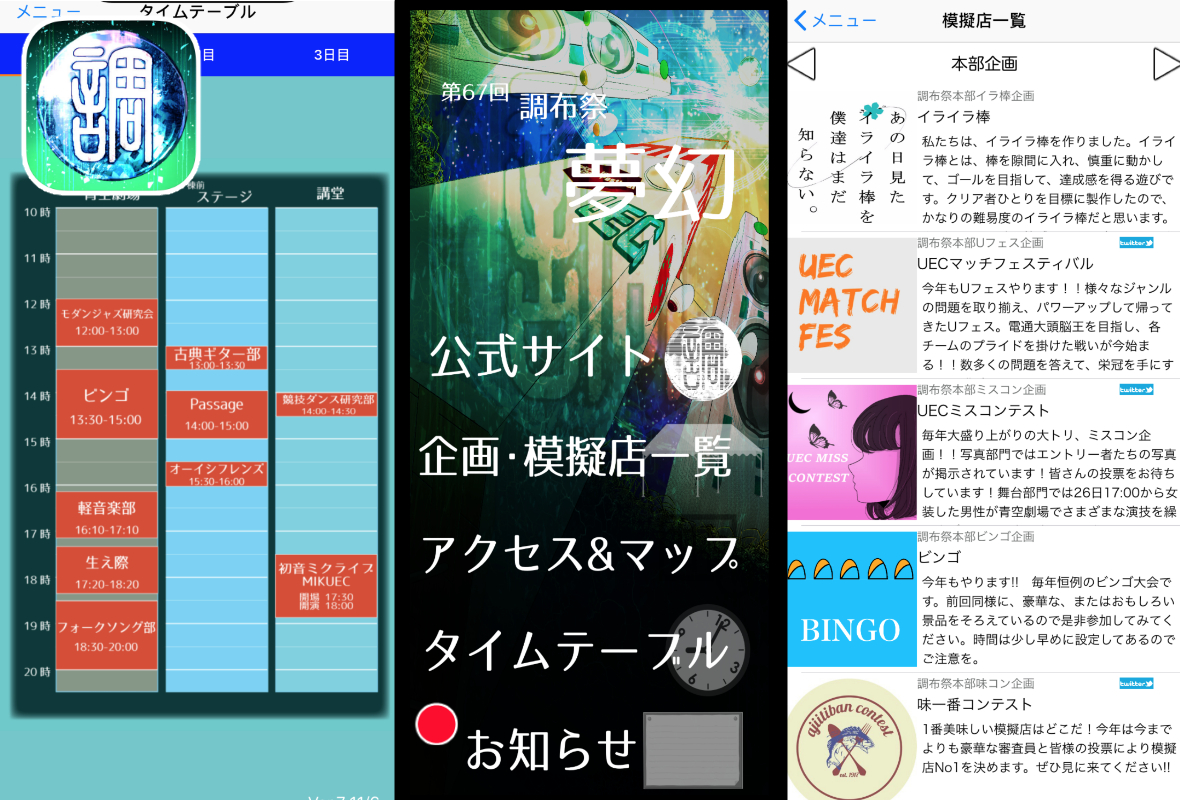 メニュー
タイムテーブル
目
3日目
調
棟前
ステージ
講堂
10時
11時
12時
13時
14時
15時
16時
17時
18時
19時
20時
モダンジャズ研究会
12:00-13:00
ビンゴ
13:30-15:00
軽音楽部
16:10-17:10
生え際
17:20-18:20
フォークソング部
18:30-20:00
古典ギター部
13:00-13:30
Passage
14:00-15:00
オーイシフレンズ
15:30-16:00
競技ダンス研究部
14:00-14:30
初音ミクライブ
MIKUEC
開場 17:30
開演 18:00
第67回
調布祭
夢幻
UEC
公式サイト
企画・模擬店一覧
アクセス&マップ
タイムテーブル
お知らせ
メニュー
模擬店一覧
本部企画
あの日見た
イライラ棒を
僕達はまだ
知らない。
調布祭本部イラ棒企画
イライラ棒
私たちは、イライラ棒を作りました。イライ
ラ棒とは、棒を隙間に入れ、慎重に動かし
て、ゴールを目指して、達成感を得る遊びで
す。クリア者ひとりを目標に製作したので、
かなりの難易度のイライラ棒だと思います。
UEC
MATCH
FES
調布祭本部Uフェス企画
twitter
UECマッチフェスティバル
今年もUフェスやります！！様々なジャンル
の問題を取り揃え、パワーアップして帰って
きたUフェス。電通大頭脳王を目指し、各
チームのプライドを掛けた戦いが今始ま
る！！数多くの問題を答えて、栄冠を手にす
UEC MISS
CONTEST
調布祭本部ミスコン企画
twitter
UECミスコンテスト
毎年大盛り上がりの大トリ、ミスコン企
画！！写真部門ではエントリー者たちの写真
が掲示されています！皆さんの投票をお待ち
しています！舞台部門では26日17:00から女
装した男性が青空劇場でさまざまな演技を繰
BINGO
調布祭本部ビンゴ企画
ビンゴ
今年もやります!!　毎年恒例のビンゴ大会で
す。前回同様に、豪華な、またはおもしろい
景品をそろえているので是非参加してみてく
ださい。時間は少し早めに設定してあるので
ご注意を。
ajiitiban contest
調布祭本部味コン企画
twitter
味一番コンテスト
1番美味しい模擬店はどこだ！今年は今まで
よりも豪華な審査員と皆様の投票により模擬
店No1を決めます。ぜひ見に来てください!!